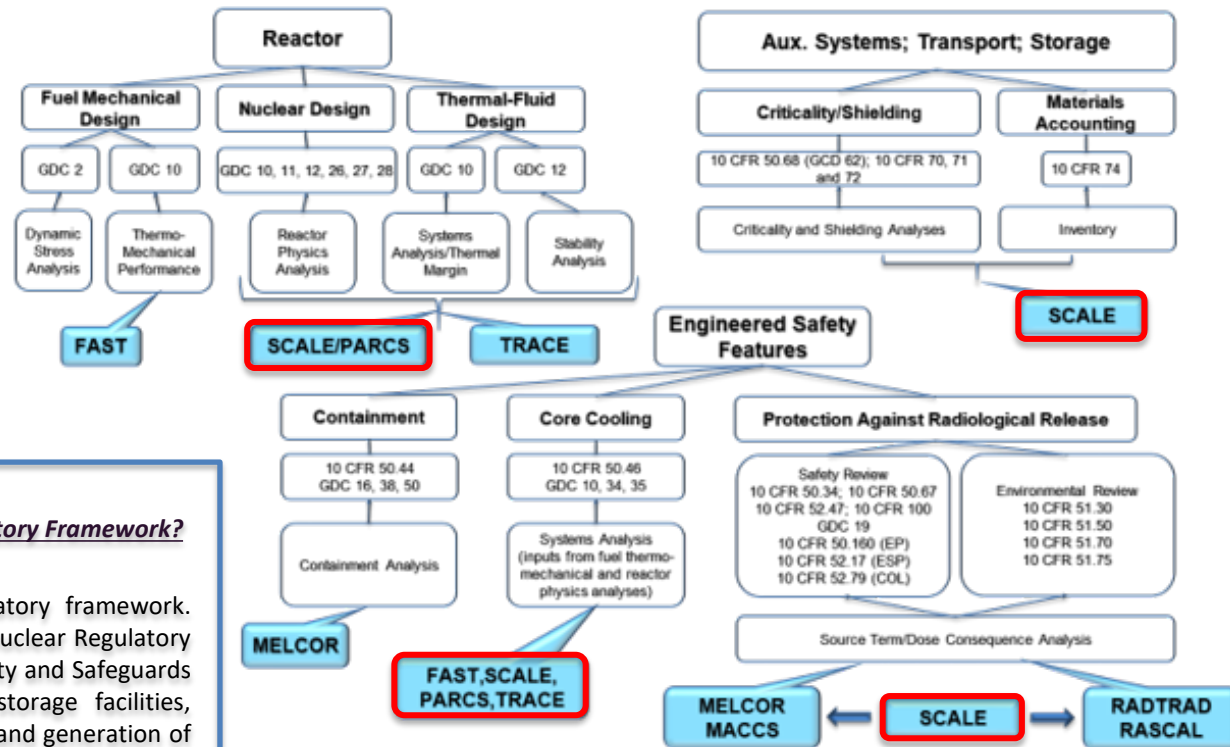 Reactor
Fuel Mechanical
Design
Nuclear Design
Thermal-Fluid
Design
GDC 2
GDC 10
GDC 10, 11, 12, 26, 27, 28
GDC 10
GDC 12
Dynamic
Stress
Analysis
Thermo-
Mechanical
Performance
Reactor
Physics
Analysis
Systems
Analysis/Thermal
Margin
Stability
Analysis
FAST
SCALE/PARCS
TRACE
Aux. Systems; Transport; Storage
Criticality/Shielding
Materials
Accounting
10 CFR 50.68 (GCD 62); 10 CFR 70, 71
and 72
10 CFR 74
Criticality and Shielding Analyses
Inventory
SCALE
Engineered Safety
Features
Containment
Core Cooling
Protection Against Radiological Release
10 CFR 50.44
GDC 16, 38, 50
10 CFR 50.46
GDC 10, 34, 35
Safety Review
10 CFR 50.34; 10 CFR 50.67
10 CFR 52.47; 10 CFR 100
GDC 19
10 CFR 50.160 (EP)
10 CFR 52.17 (ESP)
10 CFR 52.79 (COL)
Environmental Review
10 CFR 51.30
10 CFR 51.50
10 CFR 51.70
10 CFR 51.75
Containment Analysis
Systems Analysis
(inputs from fuel thermo-
mechanical and reactor
physics analyses)
Source Term/Dose Consequence Analysis
MELCOR
FAST,SCALE,
PARCS,TRACE
MELCOR
MACCS
SCALE
RADTRAD
RASCAL
ory Framework?
atory framework.
uclear Regulatory
ty and Safeguards
storage facilities,
and generation of